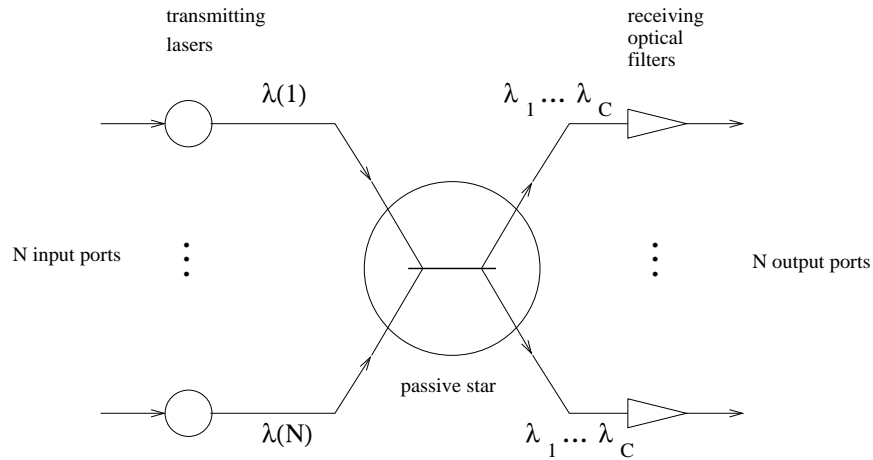 transmitting
lasers
receiving
optical
filters
λ(1)
λ 1 ... λ C
N input ports
N output ports
passive star
λ(N)
λ 1 ... λ C